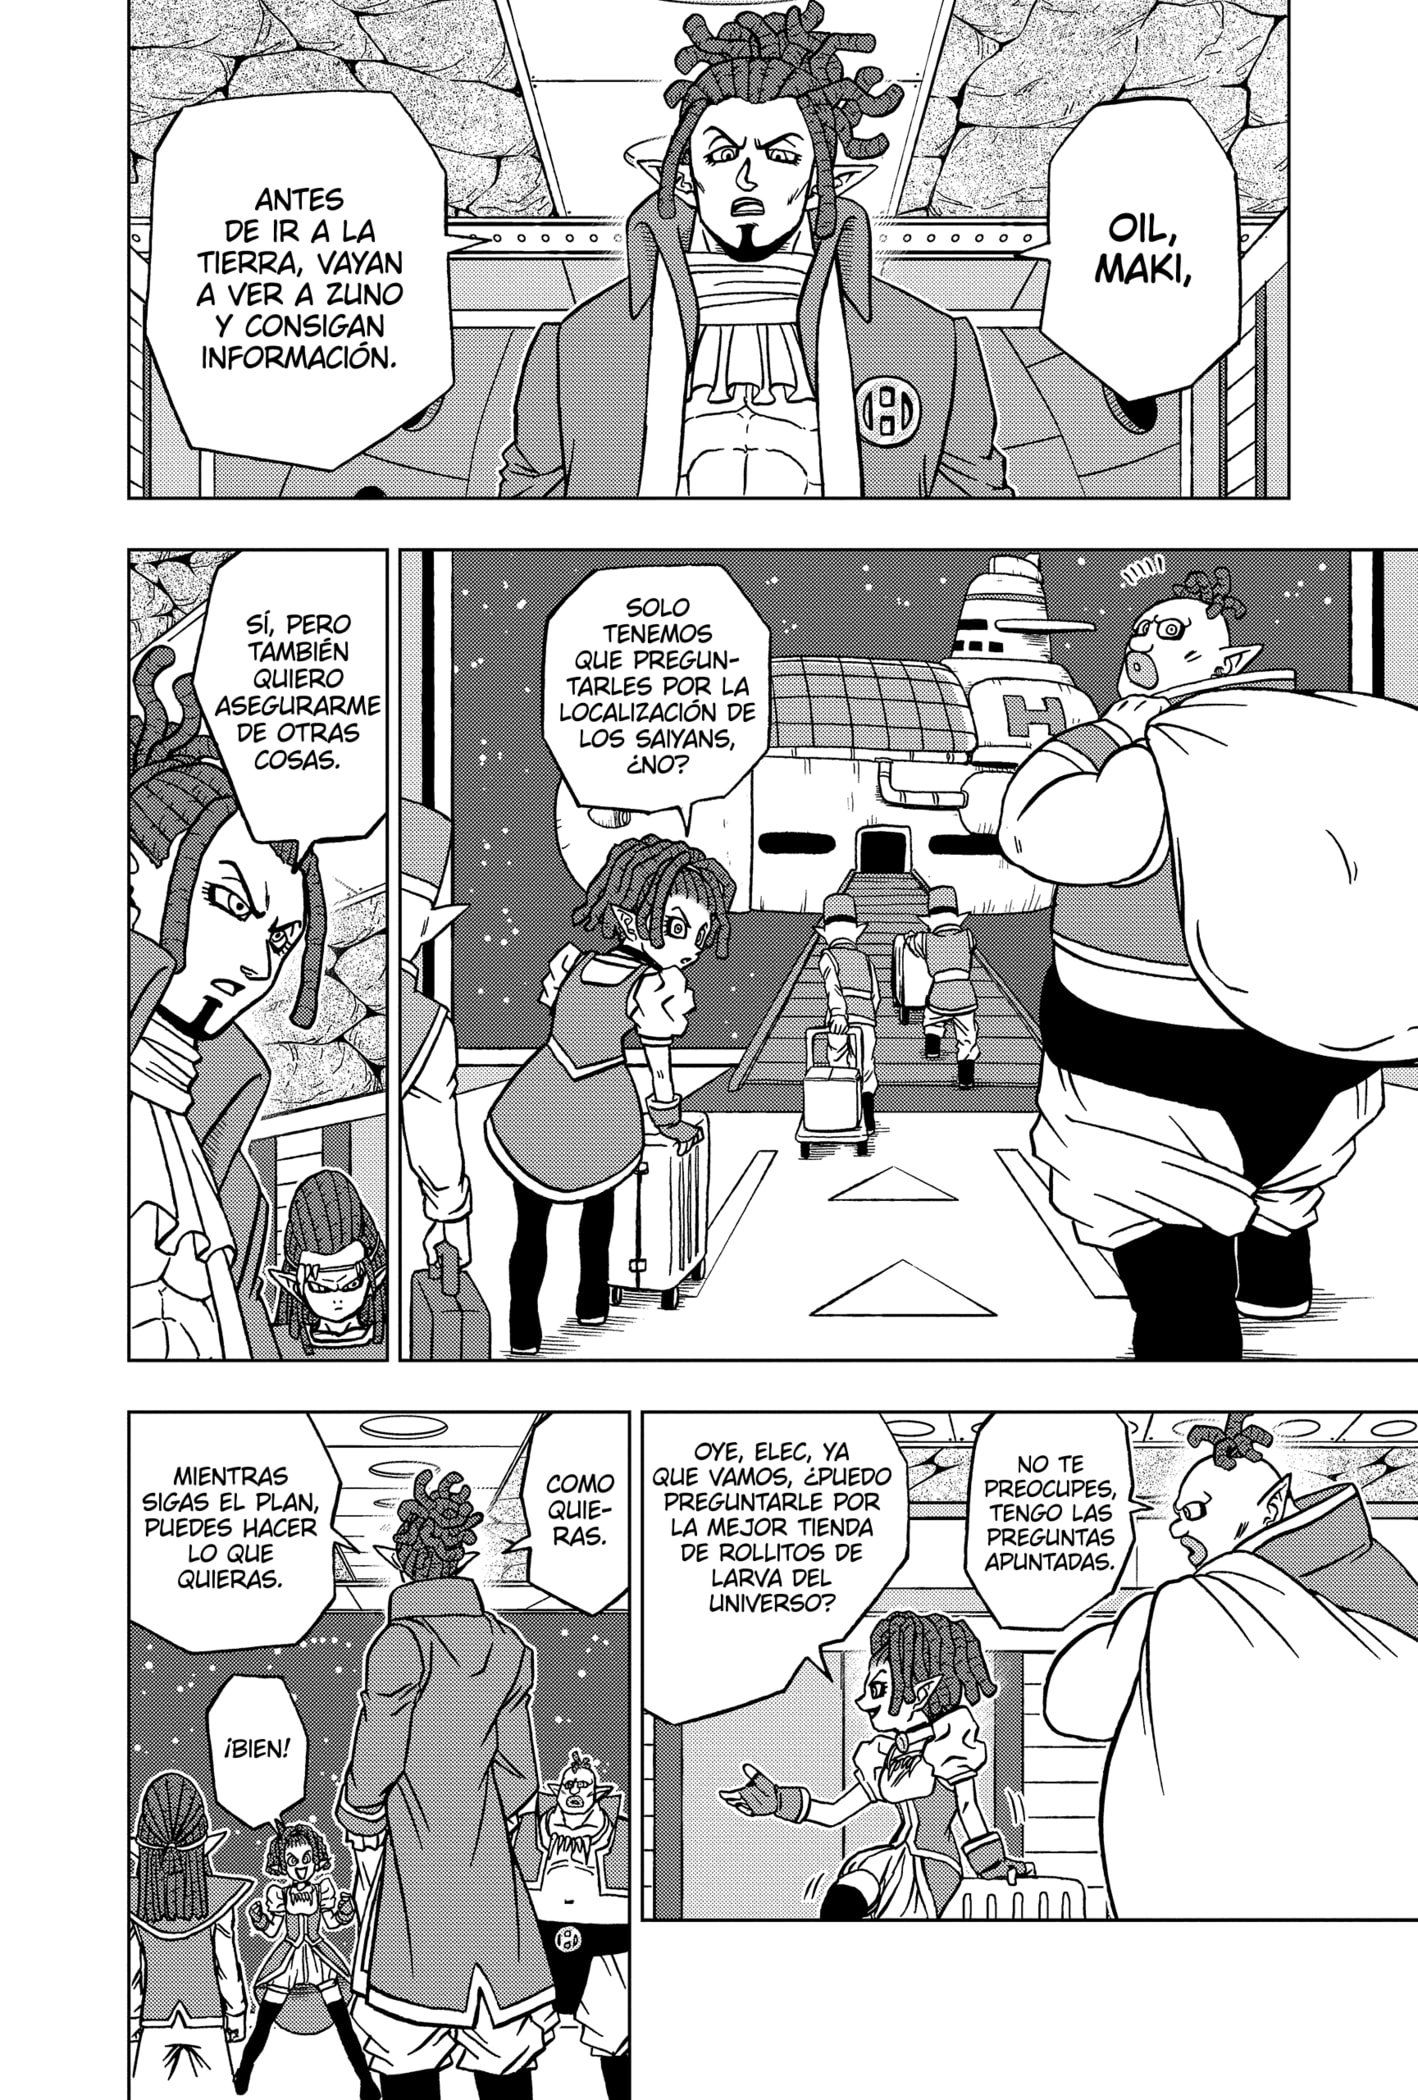 OIL,
MAKI,
ANTES
DE IR A LA
TIERRA, VAYAN
A VER A ZUNO
Y CONSIGAN
INFORMACIÓN.
H
SOLO
TENEMOS
QUE PREGUN-
TARLES POR LA
LOCALIZACIÓN DE
LOS SAIYANS,
¿NO?
SÍ, PERO
TAMBIÉN
QUIERO
ASEGURARME
DE OTRAS
COSAS.
NO TE
PREOCUPES,
TENGO LAS
PREGUNTAS
APUNTADAS.
OYE, ELEC, YA
QUE VAMOS, ¿PUEDO
PREGUNTARLE POR
LA MEJOR TIENDA
DE ROLLITOS DE
LARVA DEL
UNIVERSO?
COMO
QUIE-
RAS.
MIENTRAS
SIGAS EL PLAN,
PUEDES HACER
LO QUE
QUIERAS.
¡BIEN!